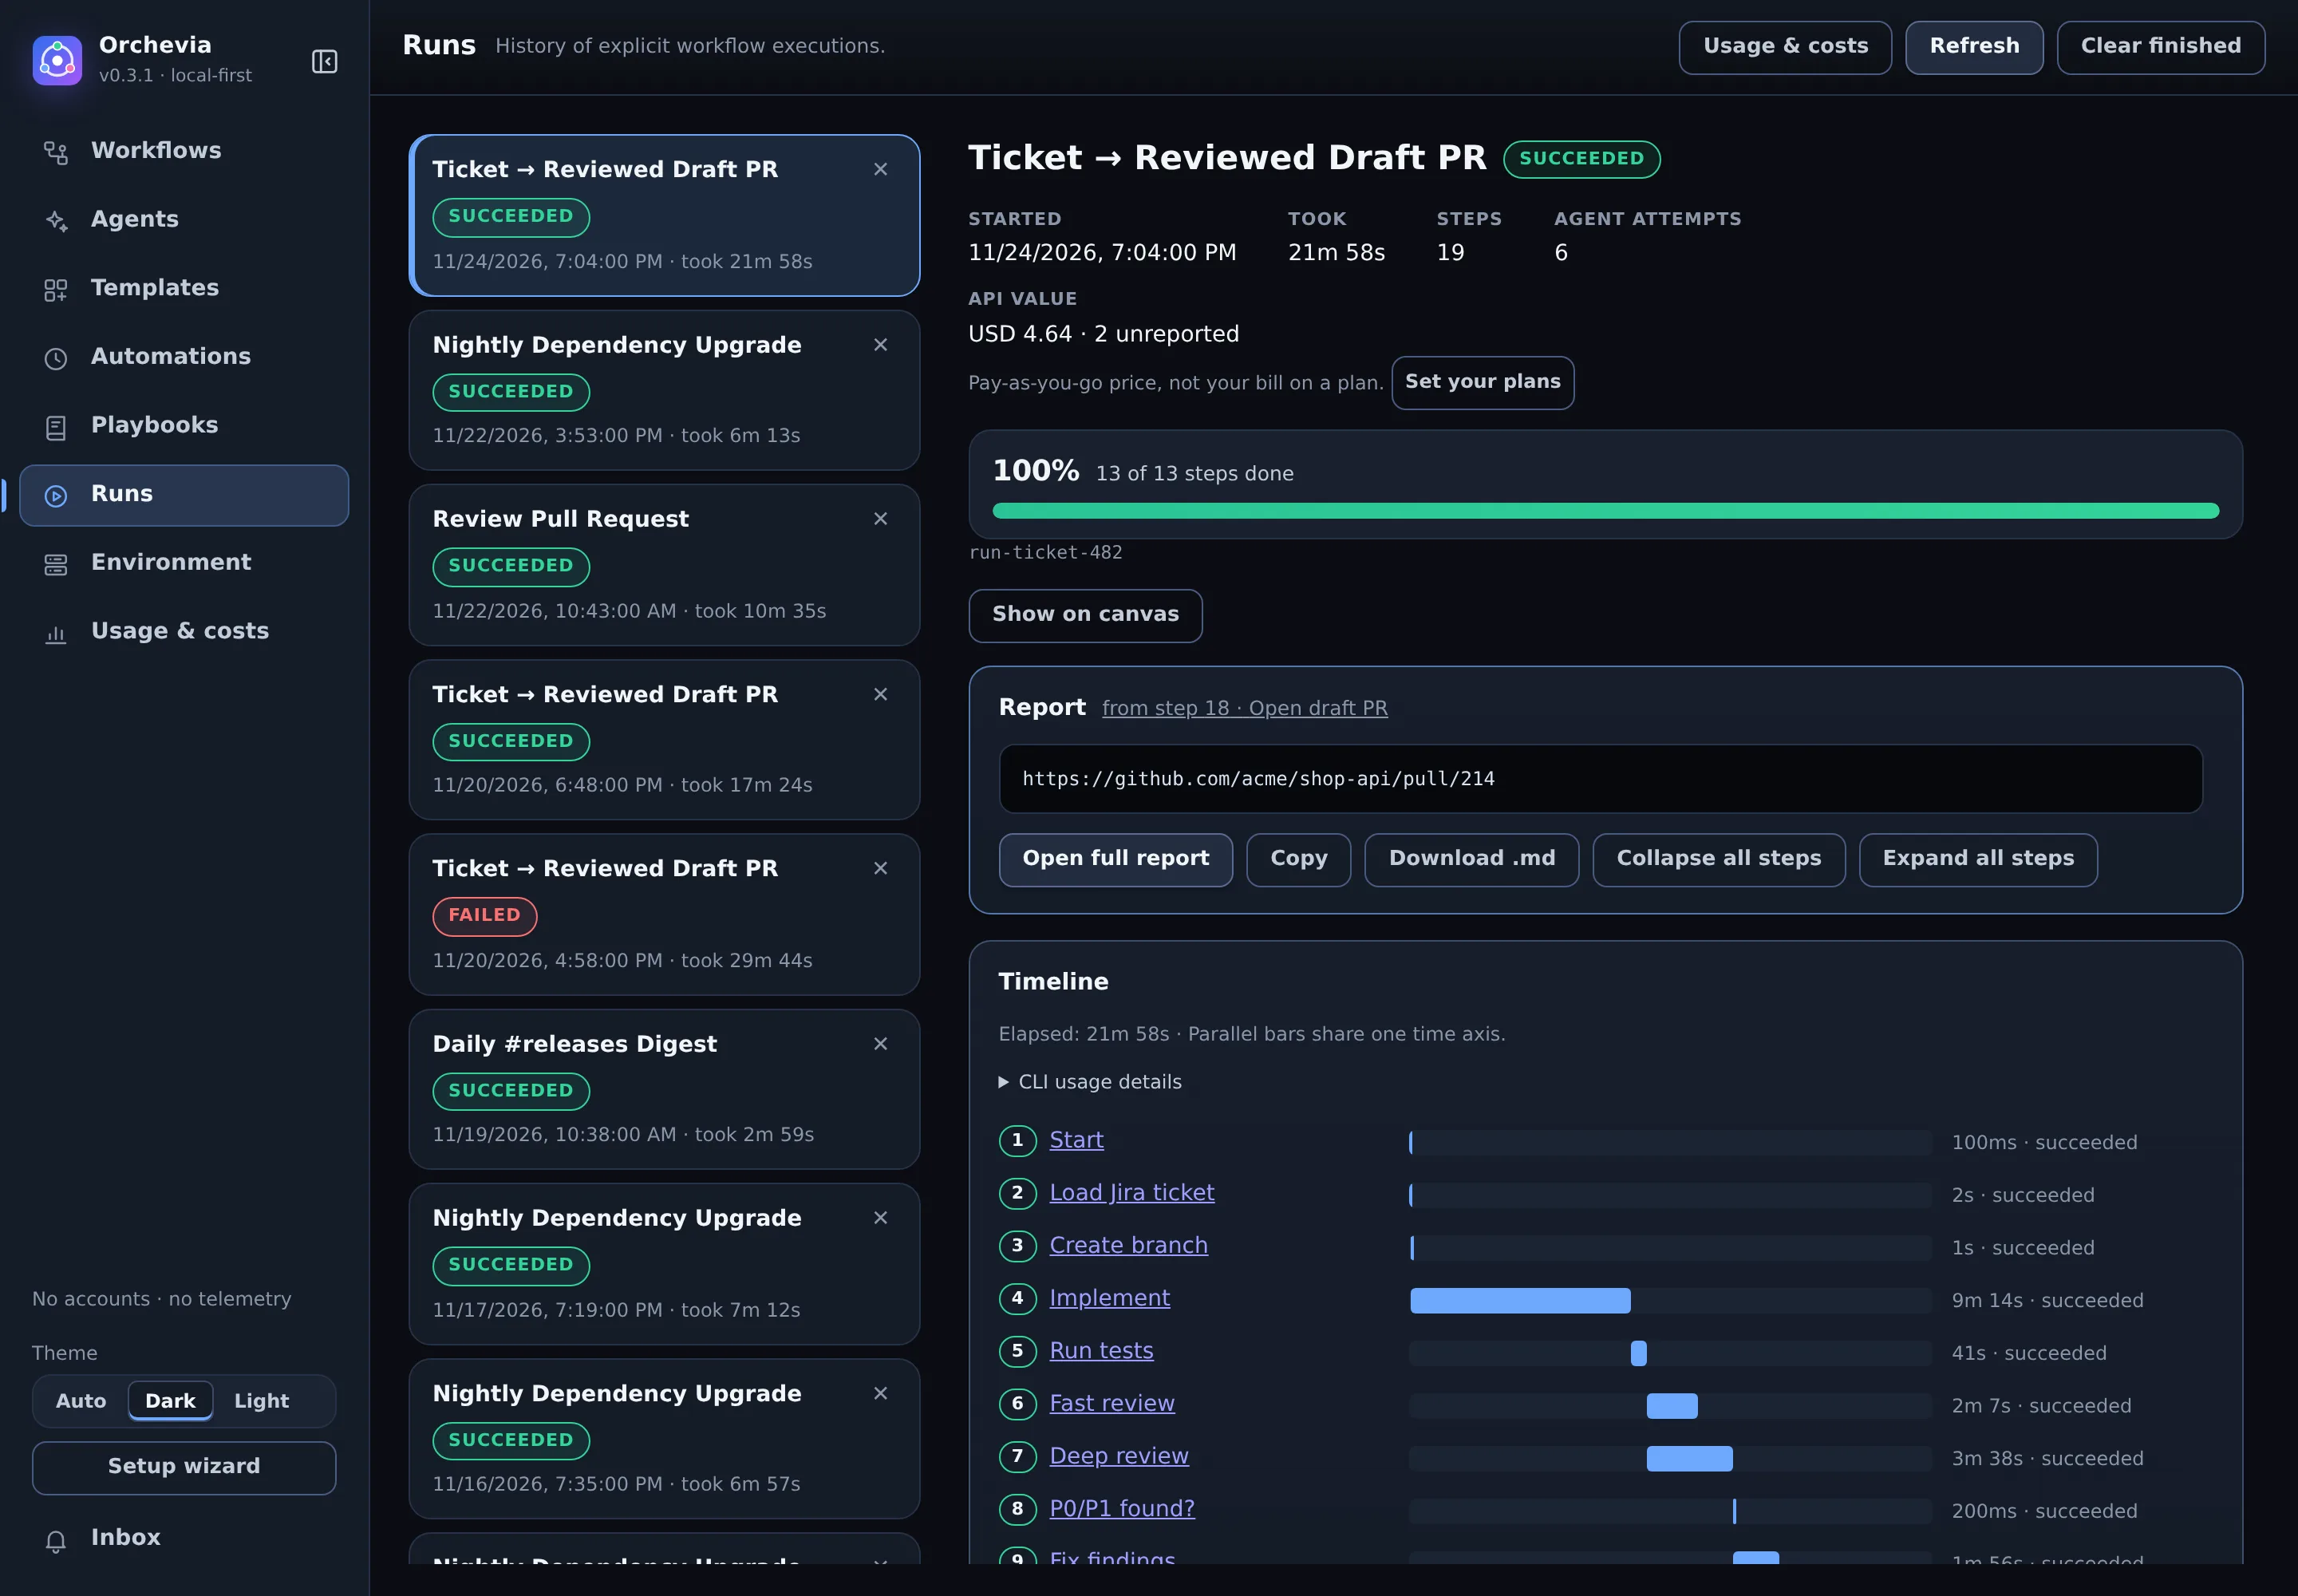 Orchevia
v0.3.1 · local-first
Workflows
Agents
Templates
Automations
Playbooks
Runs
Environment
Usage & costs
No accounts · no telemetry
Theme
Auto Dark Light
Setup wizard
Inbox
Runs History of explicit workflow executions.
Usage & costs Refresh Clear finished
Ticket → Reviewed Draft PR ✕
SUCCEEDED
11/24/2026, 7:04:00 PM · took 21m 58s
Nightly Dependency Upgrade ✕
SUCCEEDED
11/22/2026, 3:53:00 PM · took 6m 13s
Review Pull Request ✕
SUCCEEDED
11/22/2026, 10:43:00 AM · took 10m 35s
Ticket → Reviewed Draft PR ✕
SUCCEEDED
11/20/2026, 6:48:00 PM · took 17m 24s
Ticket → Reviewed Draft PR ✕
FAILED
11/20/2026, 4:58:00 PM · took 29m 44s
Daily #releases Digest ✕
SUCCEEDED
11/19/2026, 10:38:00 AM · took 2m 59s
Nightly Dependency Upgrade ✕
SUCCEEDED
11/17/2026, 7:19:00 PM · took 7m 12s
Nightly Dependency Upgrade ✕
SUCCEEDED
11/16/2026, 7:35:00 PM · took 6m 57s
Nightly Dependency Upgrade
Ticket → Reviewed Draft PR SUCCEEDED
STARTED TOOK STEPS AGENT ATTEMPTS
11/24/2026, 7:04:00 PM 21m 58s 19 6
API VALUE
USD 4.64 · 2 unreported
Pay-as-you-go price, not your bill on a plan. Set your plans
100% 13 of 13 steps done
run-ticket-482
Show on canvas
Report from step 18 · Open draft PR
https://github.com/acme/shop-api/pull/214
Open full report Copy Download .md Collapse all steps Expand all steps
Timeline
Elapsed: 21m 58s · Parallel bars share one time axis.
▶ CLI usage details
1 Start 100ms · succeeded
2 Load Jira ticket 2s · succeeded
3 Create branch 1s · succeeded
4 Implement 9m 14s · succeeded
5 Run tests 41s · succeeded
6 Fast review 2m 7s · succeeded
7 Deep review 3m 38s · succeeded
8 P0/P1 found? 200ms · succeeded
9 Fix findings 1m 56s · succeeded